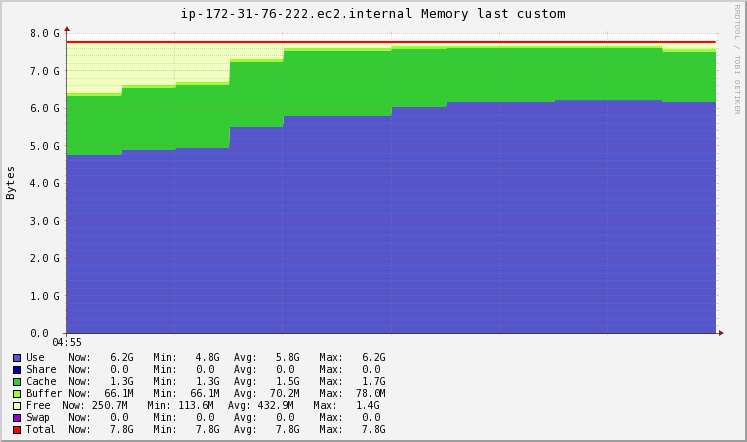 ip-172-31-76-222.ec2.internal Memory last custom
RRDTOOL / TOBI OETIKER
Bytes
8.0 G
7.0 G
6.0 G
5.0 G
4.0 G
3.0 G
2.0 G
1.0 G
0.0
04:55
Use Now: 6.2G Min: 4.8G Avg: 5.8G Max: 6.2G
Share Now: 0.0 Min: 0.0 Avg: 0.0 Max: 0.0
Cache Now: 1.3G Min: 1.3G Avg: 1.5G Max: 1.7G
Buffer Now: 66.1M Min: 66.1M Avg: 70.2M Max: 78.0M
Free Now: 250.7M Min: 113.6M Avg: 432.9M Max: 1.4G
Swap Now: 0.0 Min: 0.0 Avg: 0.0 Max: 0.0
Total Now: 7.8G Min: 7.8G Avg: 7.8G Max: 7.8G